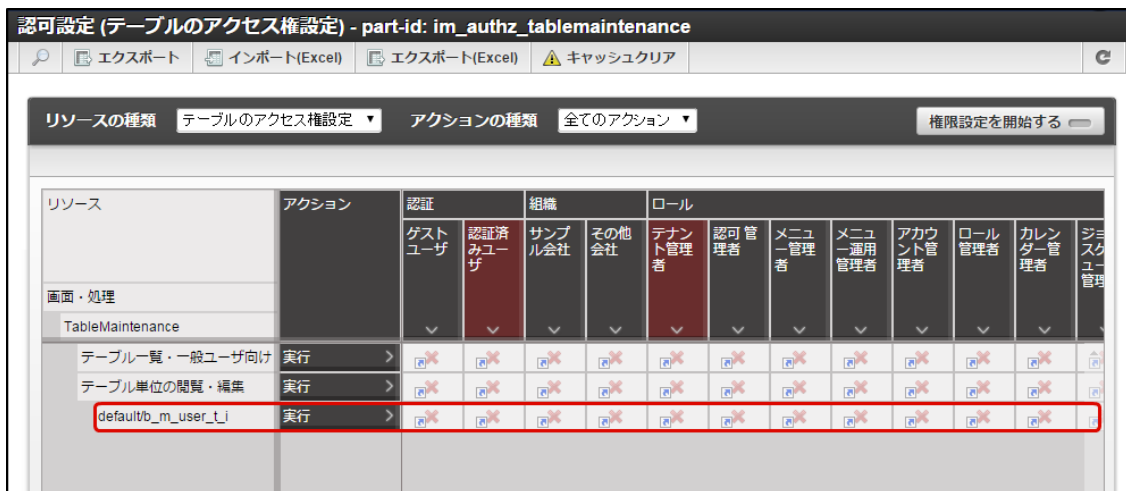 認可設定 (テーブルのアクセス権設定) - part-id: im_authz_tablemaintenance
エクスポート インポート(Excel) エクスポート(Excel) キャッシュクリア
リソースの種類 テーブルのアクセス権設定 アクションの種類 全てのアクション 権限設定を開始する
リソース アクション 認証 組織 ロール
ゲスト 認証済 サンプ その他 テナン 認可 管 メニュ メニュ アカウ ロール カレン ジョ
ユーザ みユー ル会社 会社 ト管理 理者 ー管理 ー運用 ント管 管理者 ダー管 スケ
ザ 者 者 管理者 理者 理者 ュー
管理
画面・処理
TableMaintenance
テーブル一覧・一般ユーザ向け 実行
テーブル単位の閲覧・編集 実行
default/b_m_user_t_i 実行